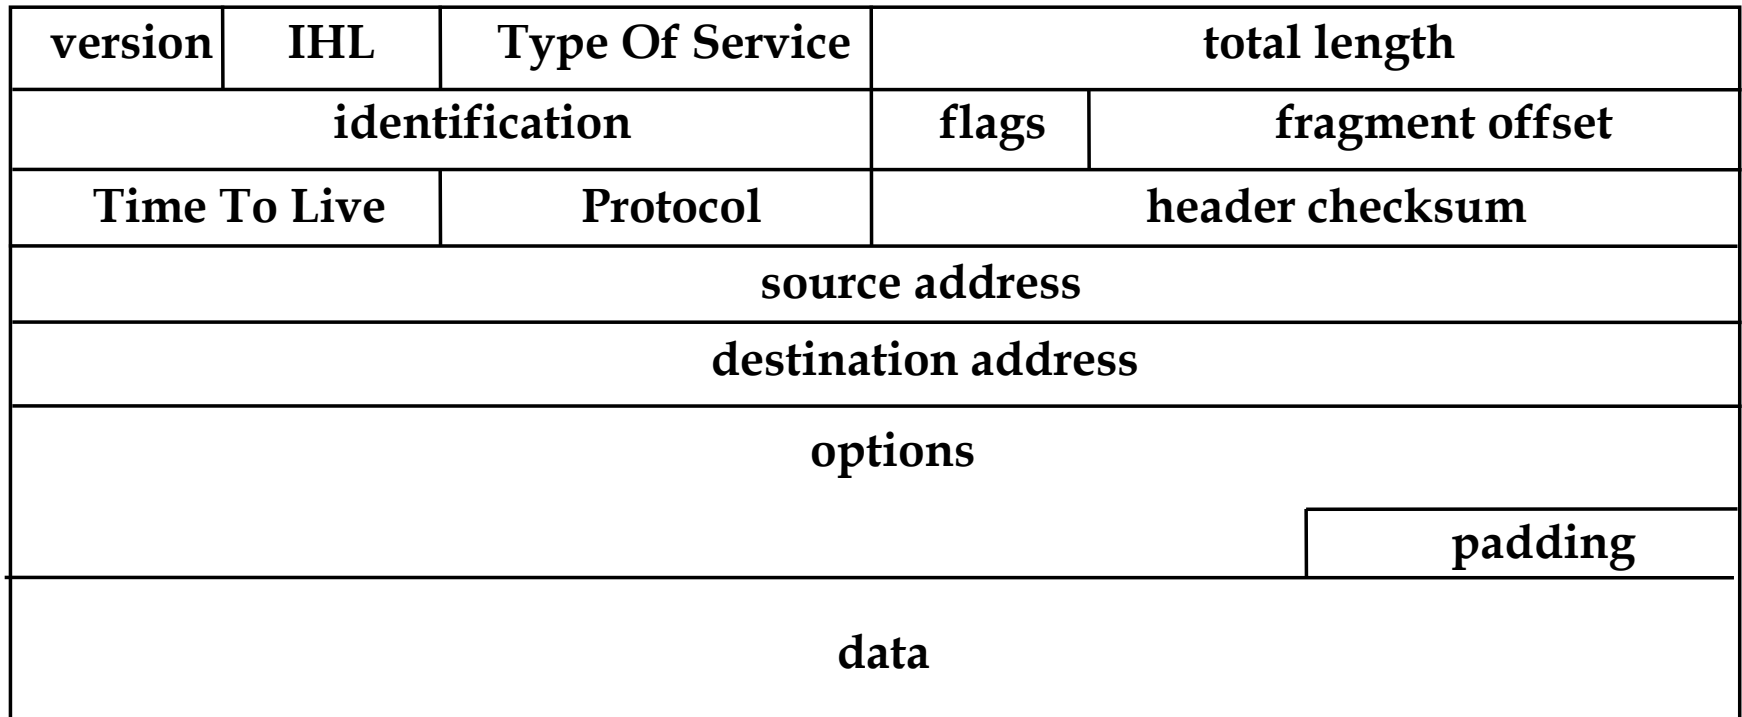 version IHL Type Of Service total length
identification flags fragment offset
Time To Live Protocol header checksum
source address
destination address
options
padding
data